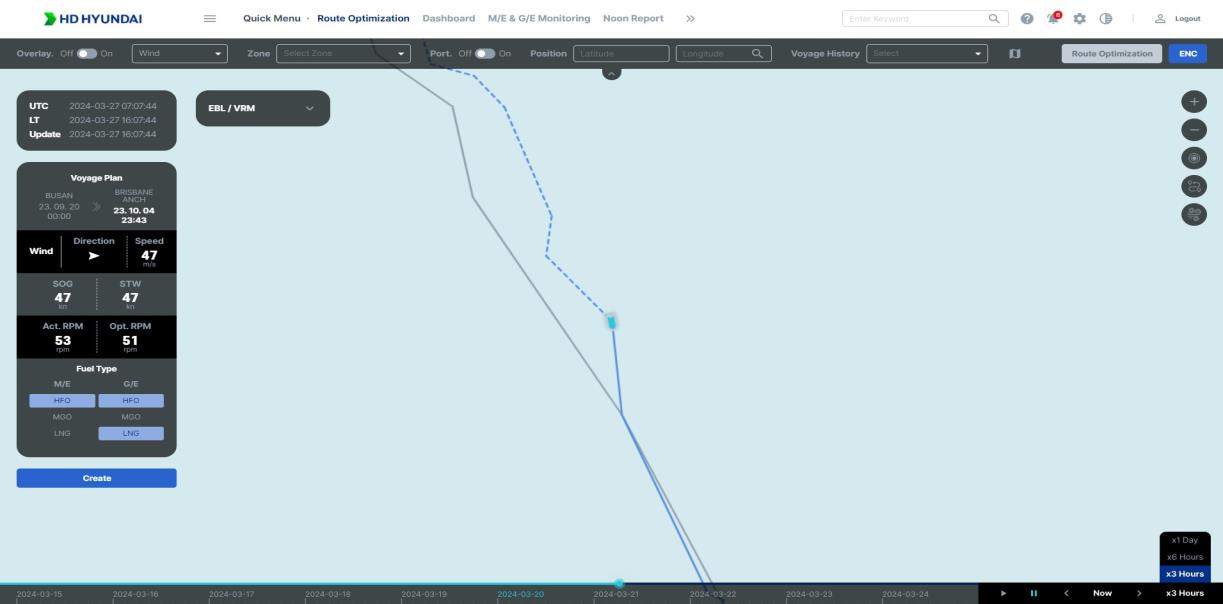 HD HYUNDAI
Quick Menu · Route Optimization Dashboard M/E & G/E Monitoring Noon Report
Enter Keyword
6
Logout
Overlay. Off On Wind Zone Select Zone Port. Off On Position Latitude Longitude Voyage History Select Route Optimization ENC
UTC 2024-03-27 07:07:44
LT 2024-03-27 16:07:44
Update 2024-03-27 16:07:44
EBL / VRM
Voyage Plan
BUSAN
23. 09. 20
00:00
BRISBANE
ANCH
23. 10. 04
23:43
Wind
Direction
Speed
47
m/s
SOG
47
kn
STW
47
kn
Act. RPM
53
rpm
Opt. RPM
51
rpm
Fuel Type
M/E G/E
HFO HFO
MGO MGO
LNG LNG
Create
x1 Day
x6 Hours
x3 Hours
2024-03-15 2024-03-16 2024-03-17 2024-03-18 2024-03-19 2024-03-20 2024-03-21 2024-03-22 2024-03-23 2024-03-24 Now x3 Hours